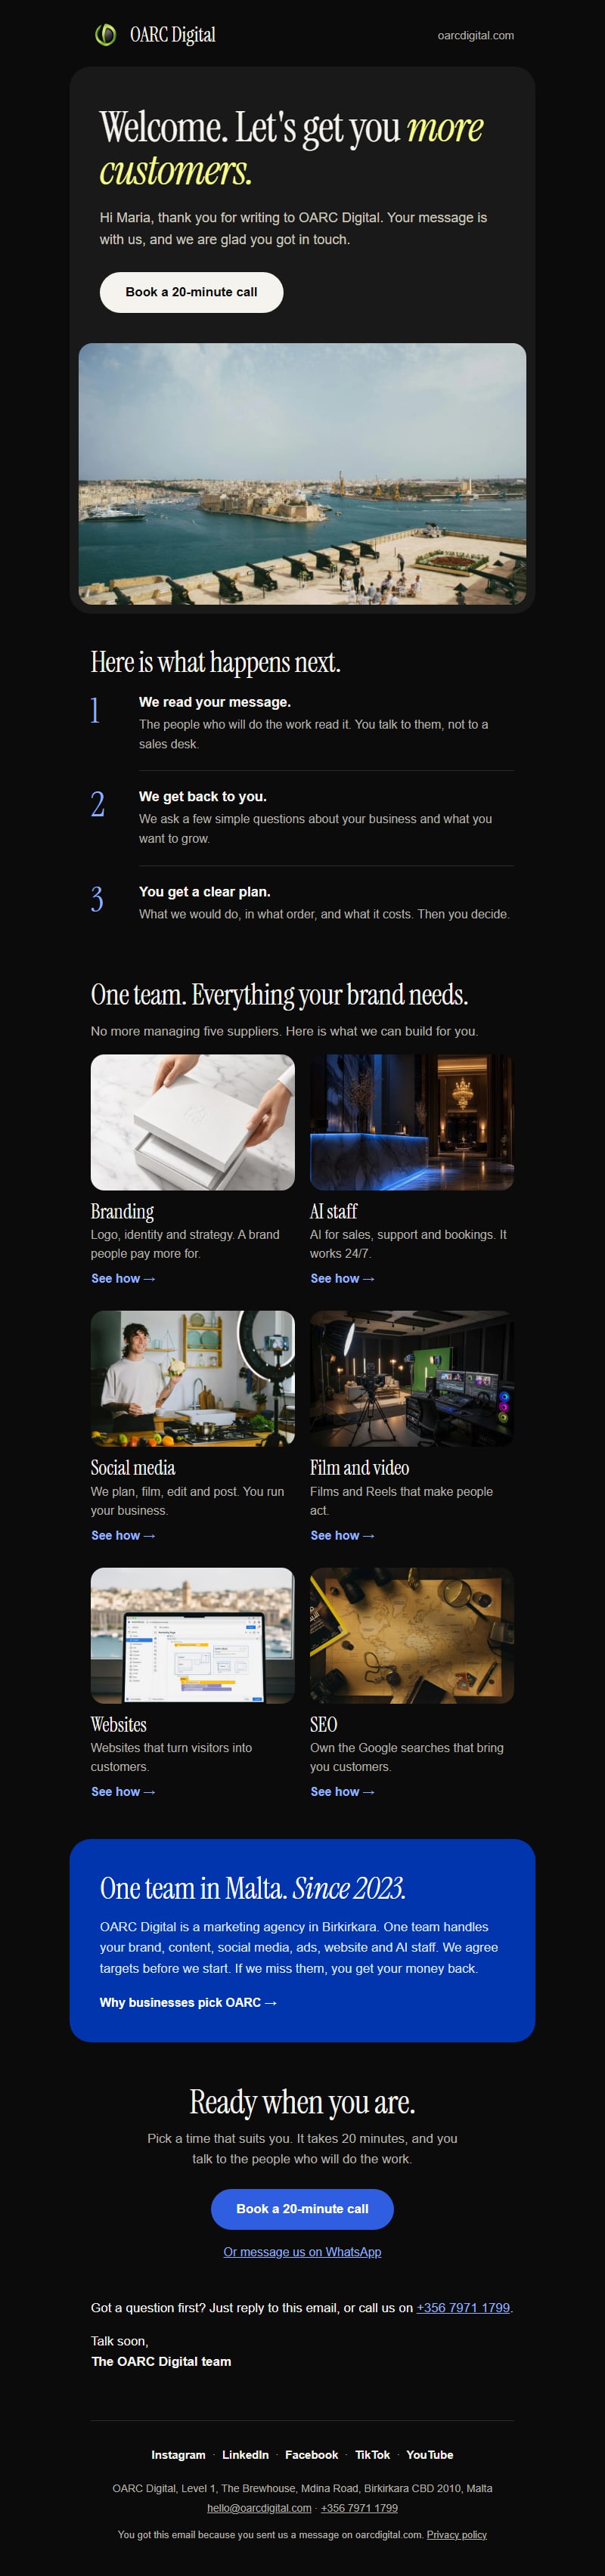 OARC Digital
oarcdigital.com
Welcome. Let's get you more
customers.
Hi Maria, thank you for writing to OARC Digital. Your message is
with us, and we are glad you got in touch.
Book a 20-minute call
Here is what happens next.
1
We read your message.
The people who will do the work read it. You talk to them, not to a
sales desk.
2
We get back to you.
We ask a few simple questions about your business and what you
want to grow.
3
You get a clear plan.
What we would do, in what order, and what it costs. Then you decide.
One team. Everything your brand needs.
No more managing five suppliers. Here is what we can build for you.
Branding
Logo, identity and strategy. A brand
people pay more for.
See how →
AI staff
AI for sales, support and bookings. It
works 24/7.
See how →
Social media
We plan, film, edit and post. You run
your business.
See how →
Film and video
Films and Reels that make people
act.
See how →
Websites
Websites that turn visitors into
customers.
See how →
SEO
Own the Google searches that bring
you customers.
See how →
One team in Malta. Since 2023.
OARC Digital is a marketing agency in Birkirkara. One team handles
your brand, content, social media, ads, website and AI staff. We agree
targets before we start. If we miss them, you get your money back.
Why businesses pick OARC →
Ready when you are.
Pick a time that suits you. It takes 20 minutes, and you
talk to the people who will do the work.
Book a 20-minute call
Or message us on WhatsApp
Got a question first? Just reply to this email, or call us on +356 7971 1799.
Talk soon,
The OARC Digital team
Instagram · LinkedIn · Facebook · TikTok · YouTube
OARC Digital, Level 1, The Brewhouse, Mdina Road, Birkirkara CBD 2010, Malta
hello@oarcdigital.com · +356 7971 1799
You got this email because you sent us a message on oarcdigital.com. Privacy policy